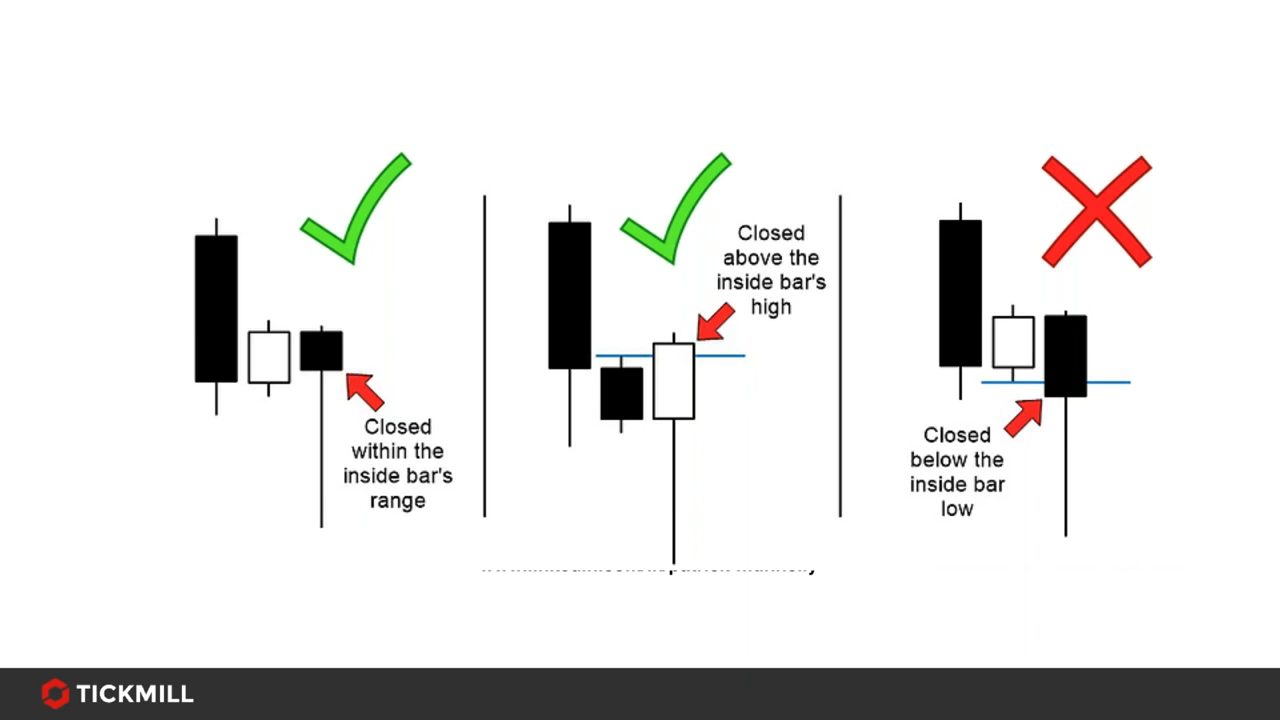 Closed
above the
inside bar's
high
Closed
within the
inside bar's
range
Closed
below the
inside bar
low
TICKMILL